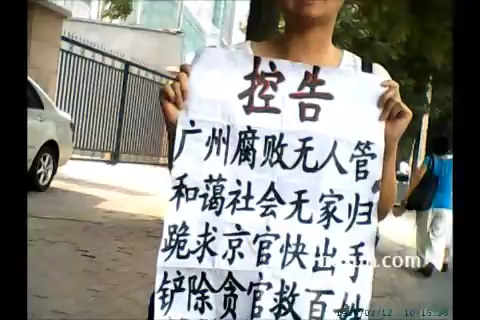 控告
广州腐败无人管
和蔼社会无家归
跪求京官快出手
铲除贪官救百姓